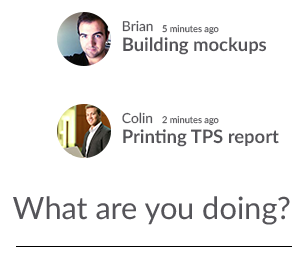 Brian 5 minutes ago
Building mockups
Colin 2 minutes ago
Printing TPS report
What are you doing?